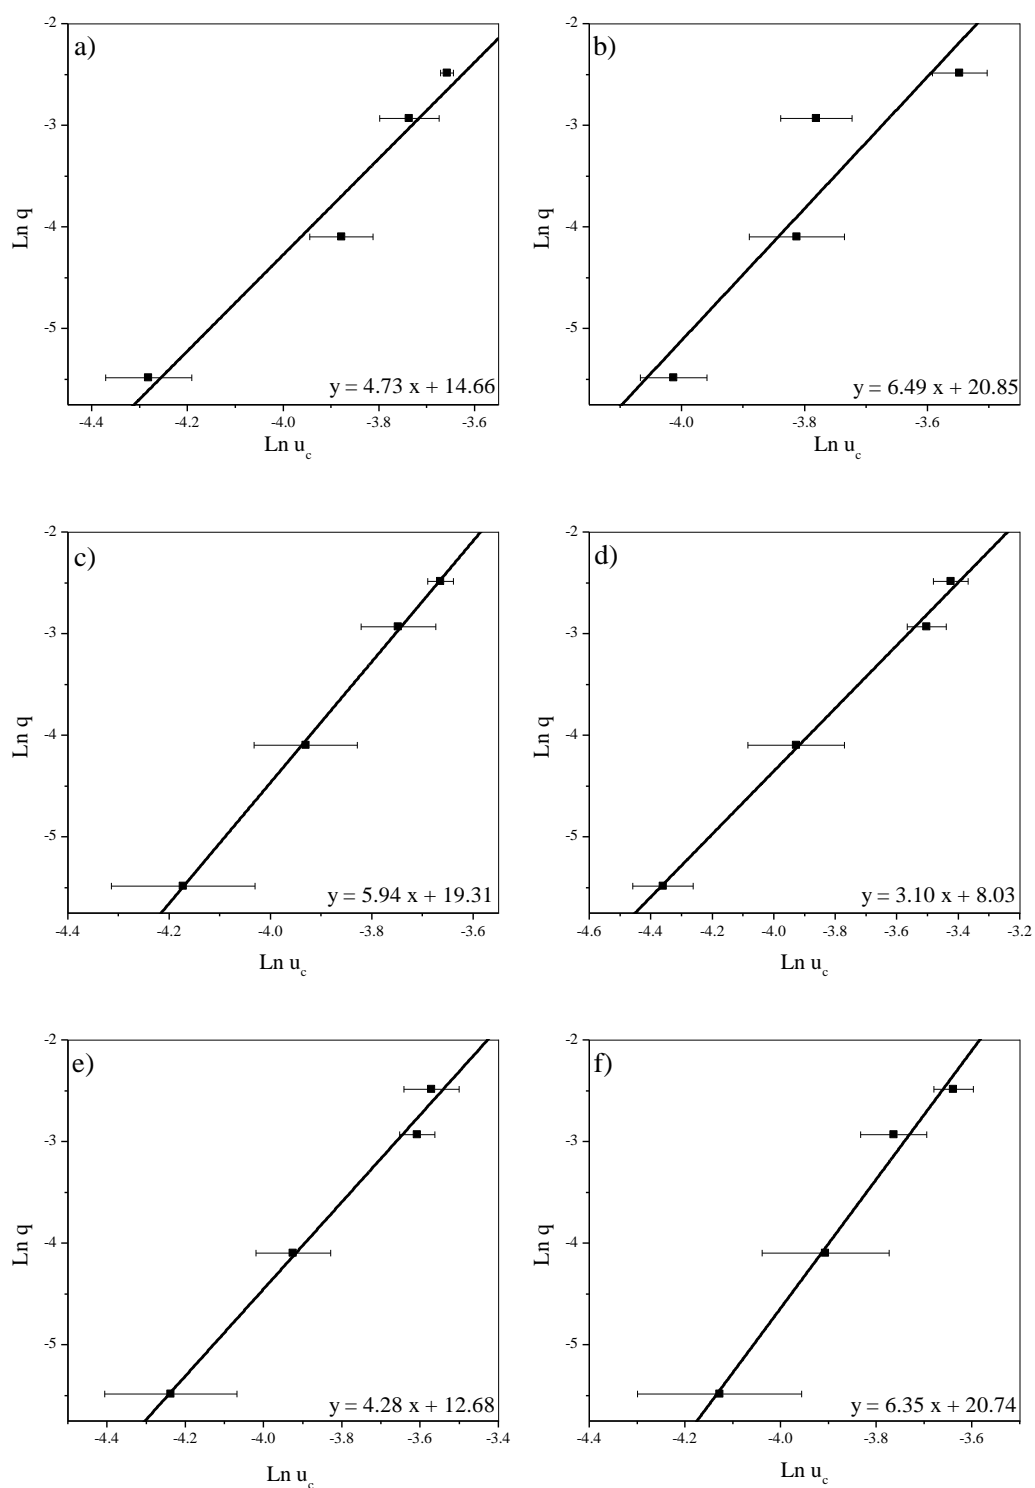 a)
-2
-3
-4
-5
Ln q
y = 4.73 x + 14.66
-4.4 -4.2 -4.0 -3.8 -3.6
Ln u_c
b)
-2
-3
-4
-5
Ln q
y = 6.49 x + 20.85
-4.0 -3.8 -3.6
Ln u_c
c)
-2
-3
-4
-5
Ln q
y = 5.94 x + 19.31
-4.4 -4.2 -4.0 -3.8 -3.6
Ln u_c
d)
-2
-3
-4
-5
Ln q
y = 3.10 x + 8.03
-4.6 -4.4 -4.2 -4.0 -3.8 -3.6 -3.4 -3.2
Ln u_c
e)
-2
-3
-4
-5
Ln q
y = 4.28 x + 12.68
-4.4 -4.2 -4.0 -3.8 -3.6 -3.4
Ln u_c
f)
-2
-3
-4
-5
Ln q
y = 6.35 x + 20.74
-4.4 -4.2 -4.0 -3.8 -3.6
Ln u_c